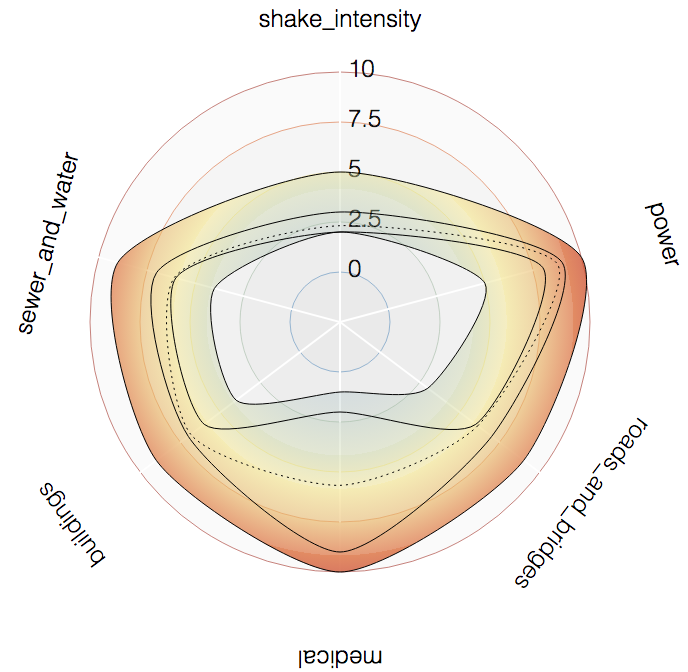 shake_intensity
10
7.5
5
2.5
0
power
roads_and_bridges
medical
buildings
sewer_and_water